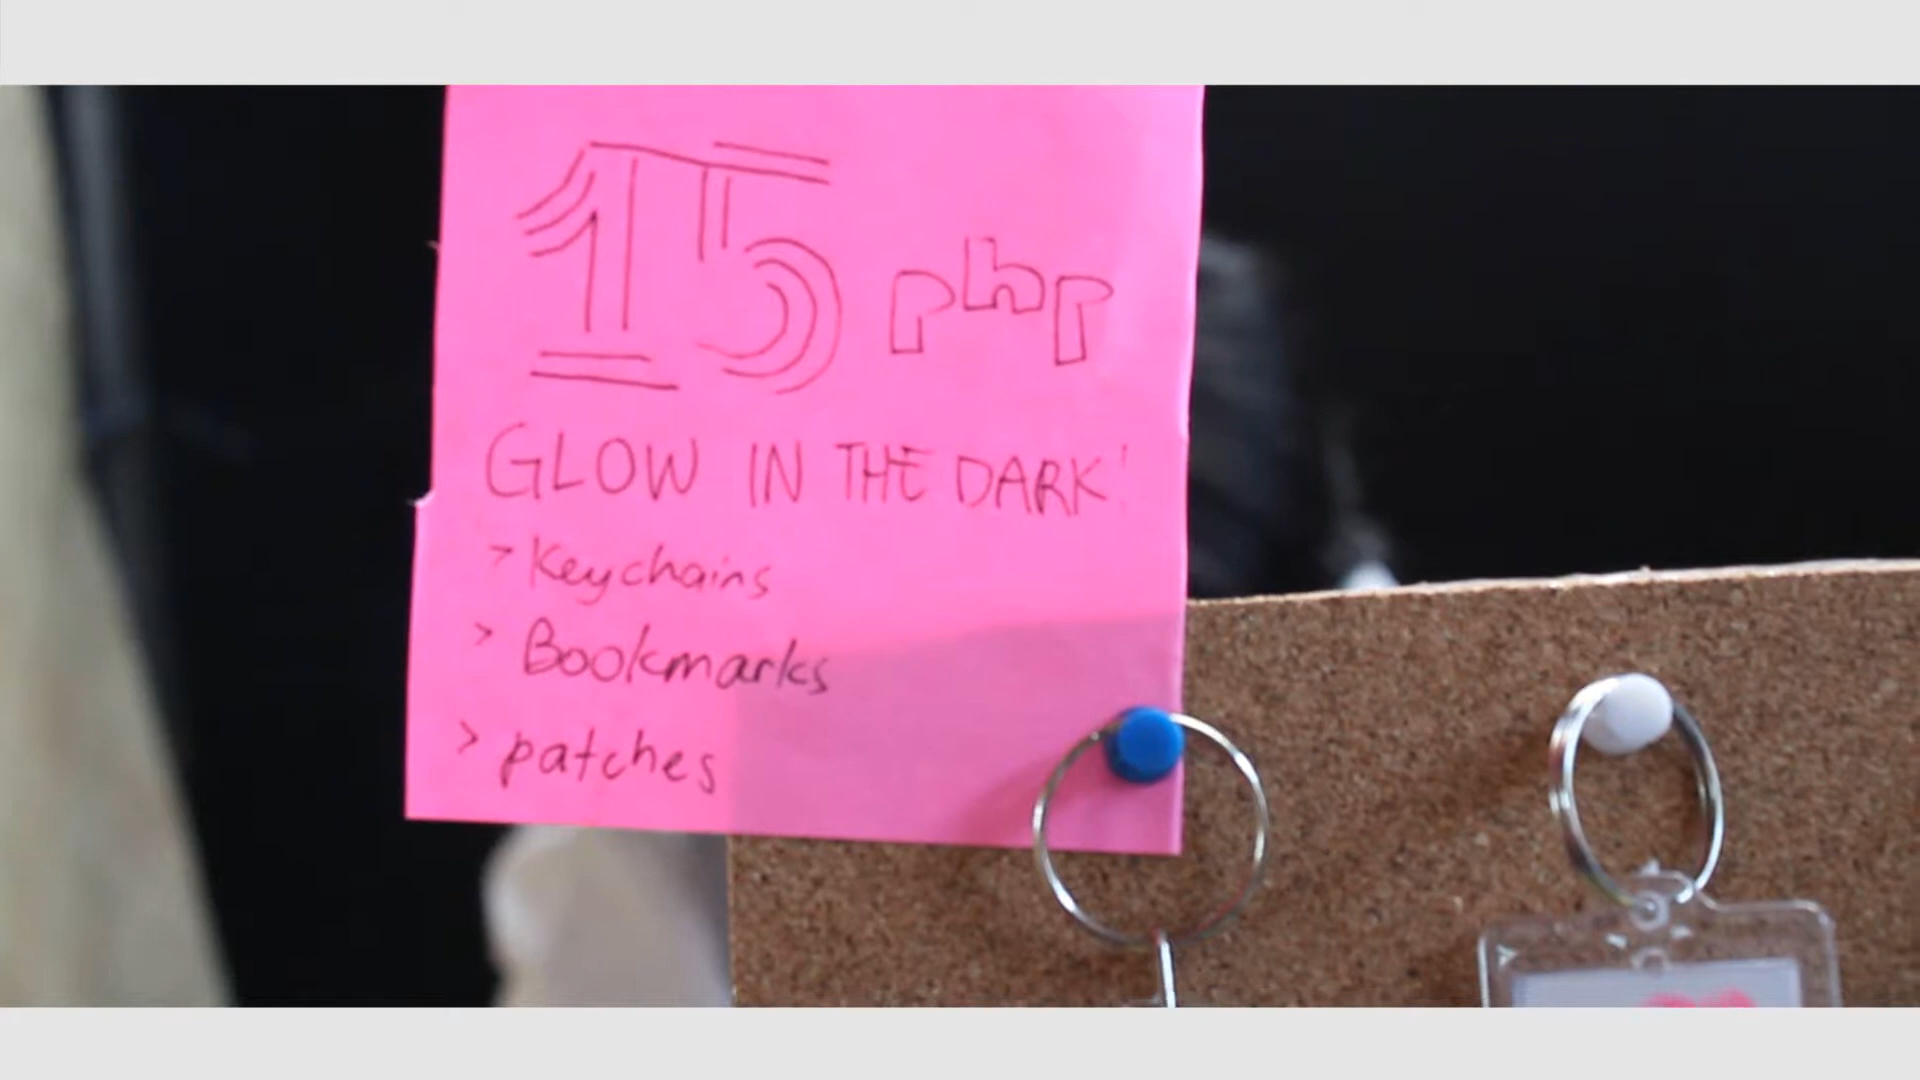 15 php
GLOW IN THE DARK!
> Keychains
> Bookmarks
> patches